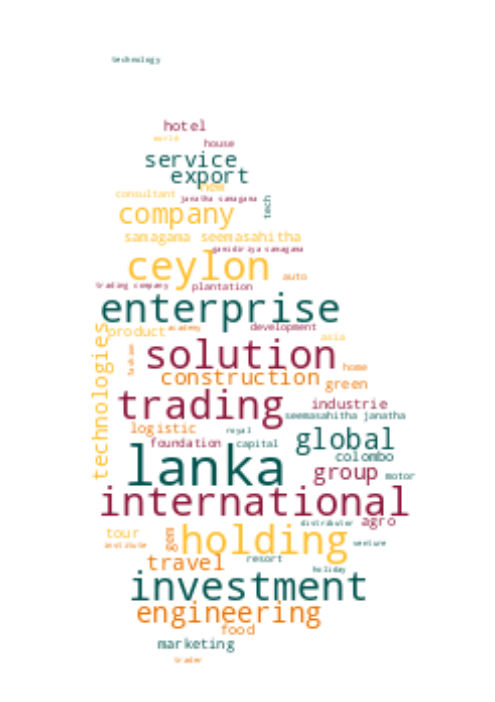 technology
hotel
world
house
service
export
new
consultant
janatha samagama
tech
company
samagama seemasahitha
gamidiriya samagama
ceylon
auto
trading company
plantation
enterprise
technologies
product
academy
development
asia
solution
fashion
home
construction
green
trading
industrie
seemasahitha janatha
logistic
royal
global
foundation
capital
colombo
lanka
group
motor
international
distributor
agro
tour
gem
holding
institute
venture
travel
resort
holiday
investment
engineering
food
marketing
trader